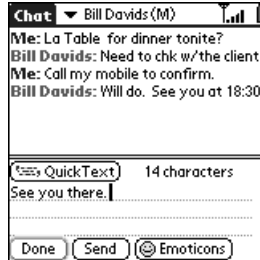 Chat Bill Davids (M)
Me: La Table for dinner tonite?
Bill Davids: Need to chk w/the client
Me: Call my mobile to confirm.
Bill Davids: Will do. See you at 18:30
QuickText 14 characters
See you there.
Done Send Emoticons